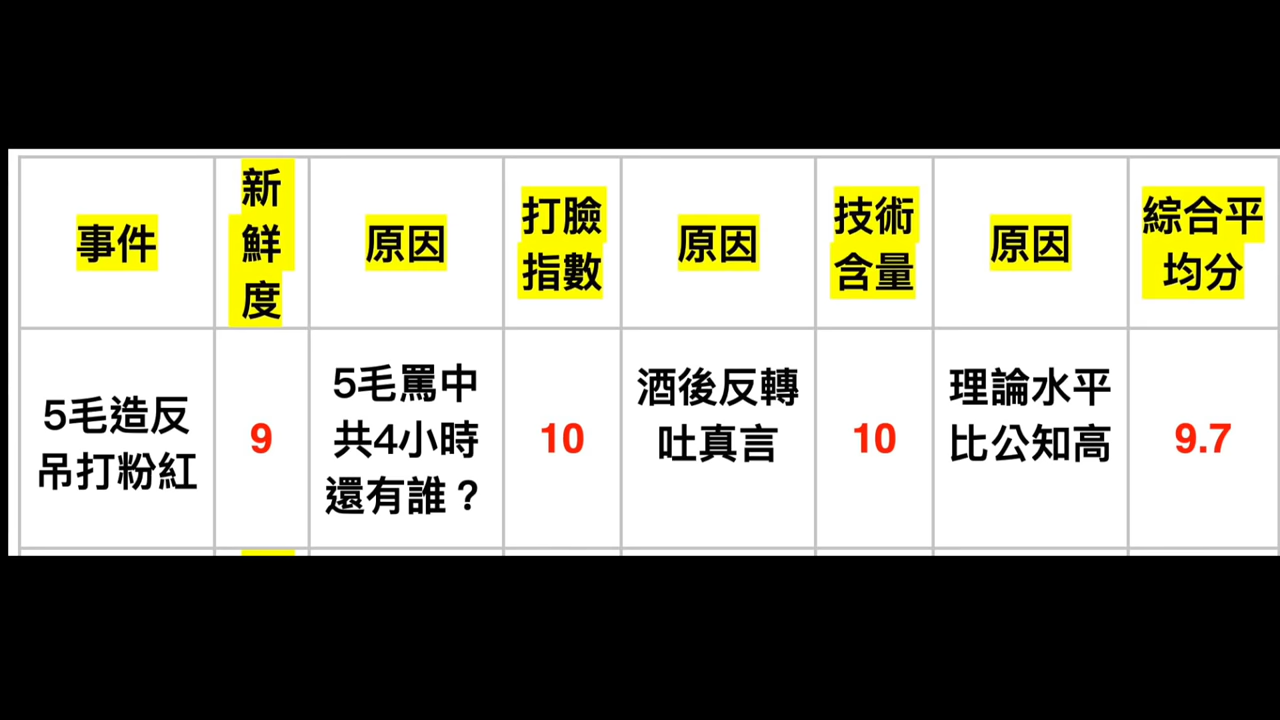 事件
新
鮮
度
原因
打臉
指數
原因
技術
含量
原因
綜合平
均分
5毛造反
吊打粉紅
9
5毛罵中
共4小時
還有誰？
10
酒後反轉
吐真言
10
理論水平
比公知高
9.7